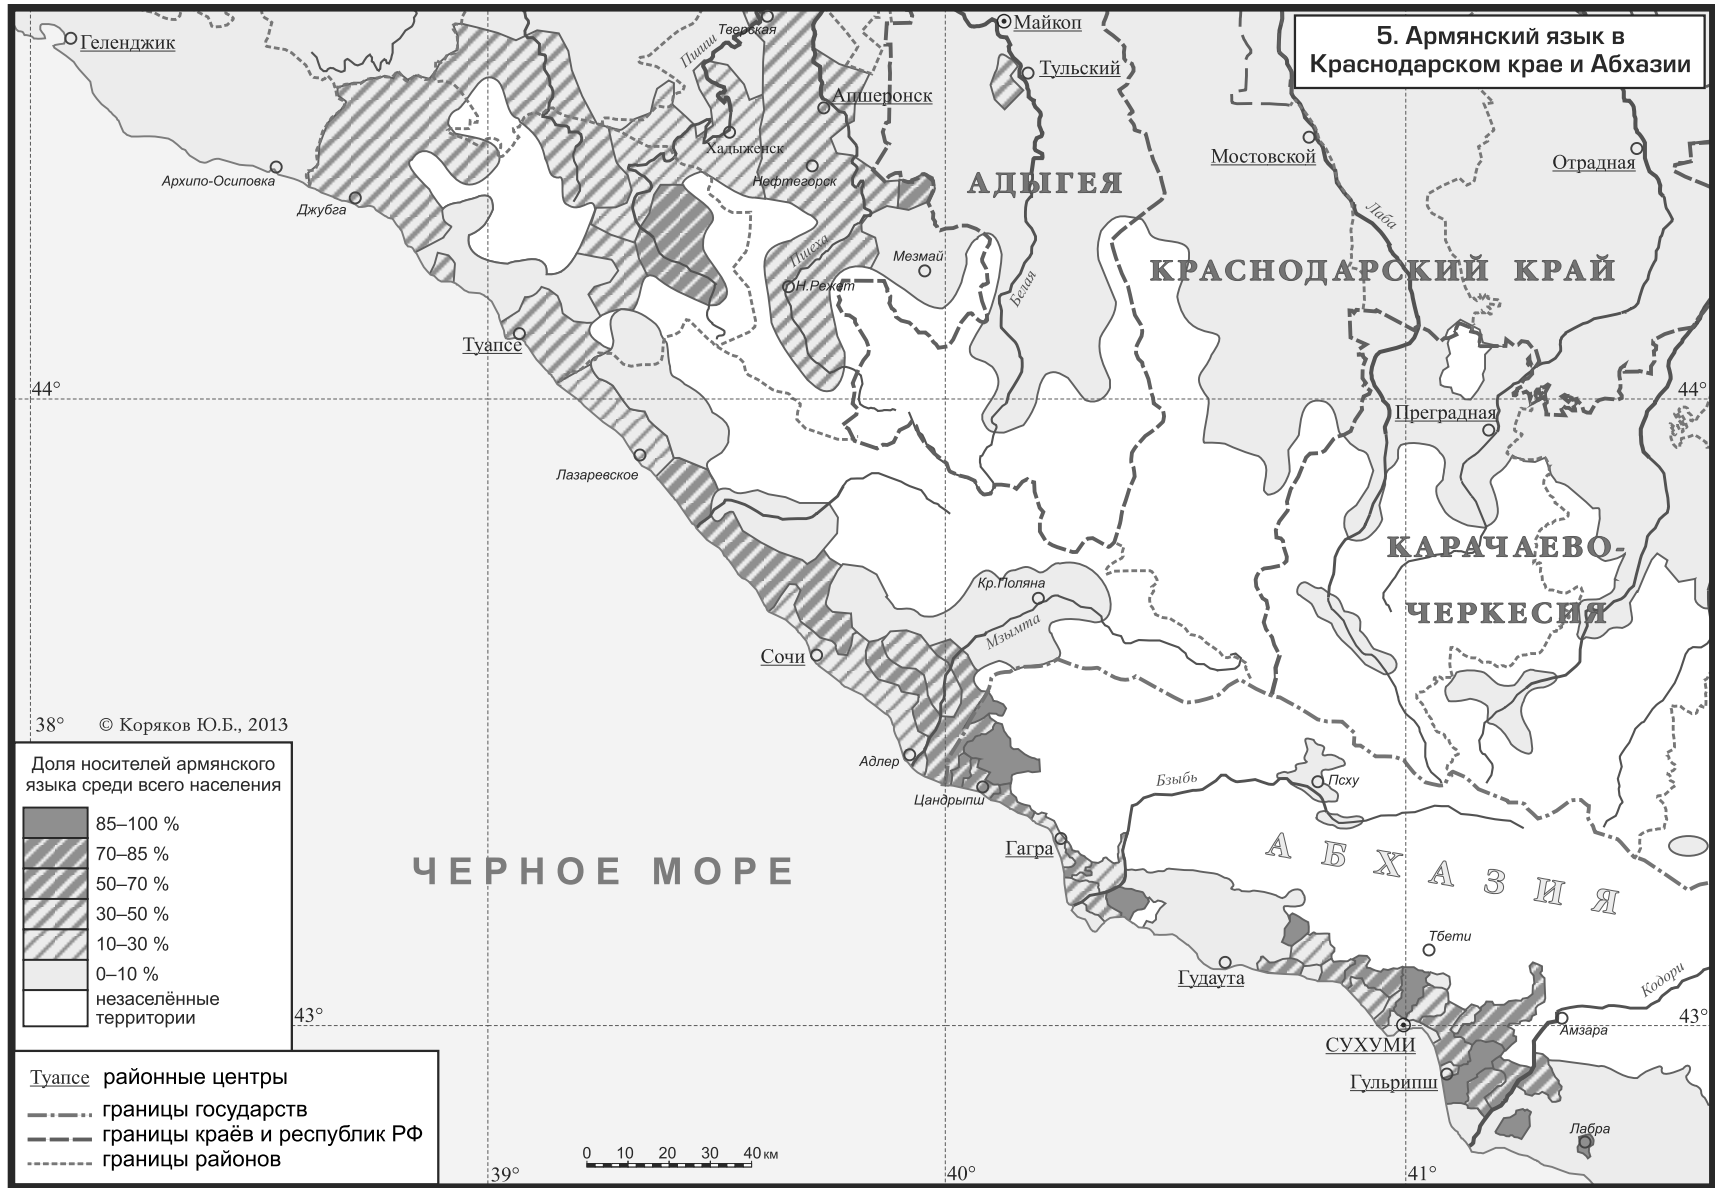 5. Армянский язык в
Краснодарском крае и Абхазии
Геленджик
Тверская
Майкоп
Пшиш
Тульский
Апшеронск
Хадыженск
Мостовской
Отрадная
Архипо-Осиповка
Нефтегорск
АДЫГЕЯ
Джубга
Лаба
Пшеха
Мезмай
КРАСНОДАРСКИЙ КРАЙ
Н.Режет
Белая
Туапсе
44°
44°
Преградная
Лазаревское
КАРАЧАЕВО-
Кр.Поляна
ЧЕРКЕСИЯ
Мзымта
Сочи
38°
© Коряков Ю.Б., 2013
Адлер
Бзыбь
Псху
Цандрыпш
Гагра
АБХАЗИЯ
ЧЕРНОЕ МОРЕ
Тбети
Гудаута
Кодори
43°
43°
Амзара
СУХУМИ
Гульрипш
Лабра
Доля носителей армянского
языка среди всего населения
85–100 %
70–85 %
50–70 %
30–50 %
10–30 %
0–10 %
незаселённые
территории
Туапсе районные центры
границы государств
границы краёв и республик РФ
границы районов
0 10 20 30 40 км
39°
40°
41°